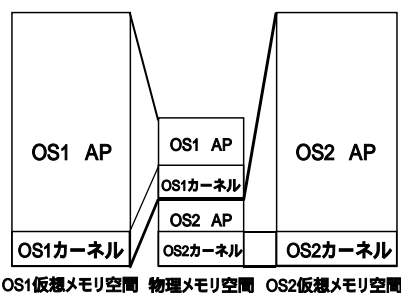 OS1 AP
OS1カーネル
OS1仮想メモリ空間
OS1 AP
OS1カーネル
OS2 AP
OS2カーネル
物理メモリ空間
OS2 AP
OS2カーネル
OS2仮想メモリ空間